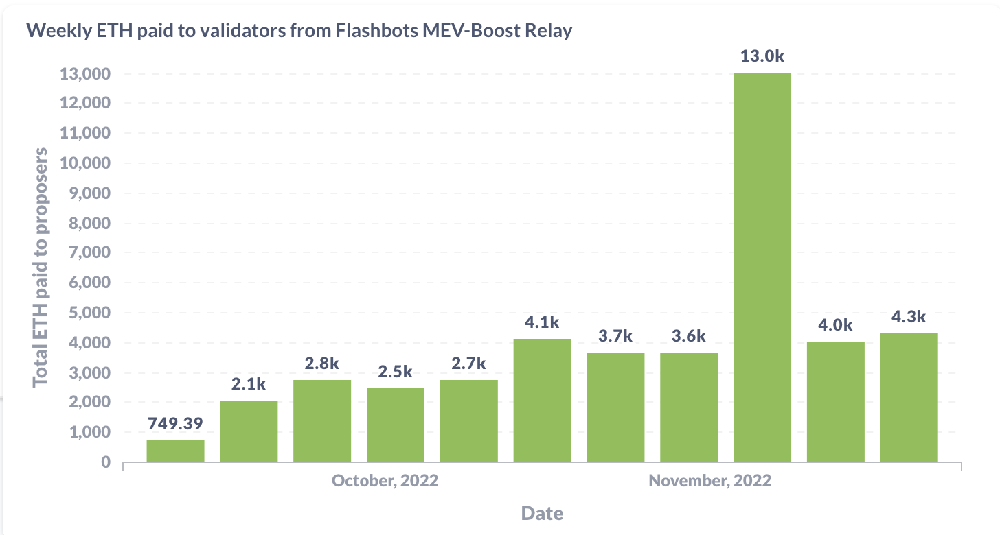 Weekly ETH paid to validators from Flashbots MEV-Boost Relay
Total ETH paid to proposers
13,000
12,000
11,000
10,000
9,000
8,000
7,000
6,000
5,000
4,000
3,000
2,000
1,000
0
749.39
2.1k
2.8k
2.5k
2.7k
4.1k
3.7k
3.6k
13.0k
4.0k
4.3k
October, 2022
November, 2022
Date